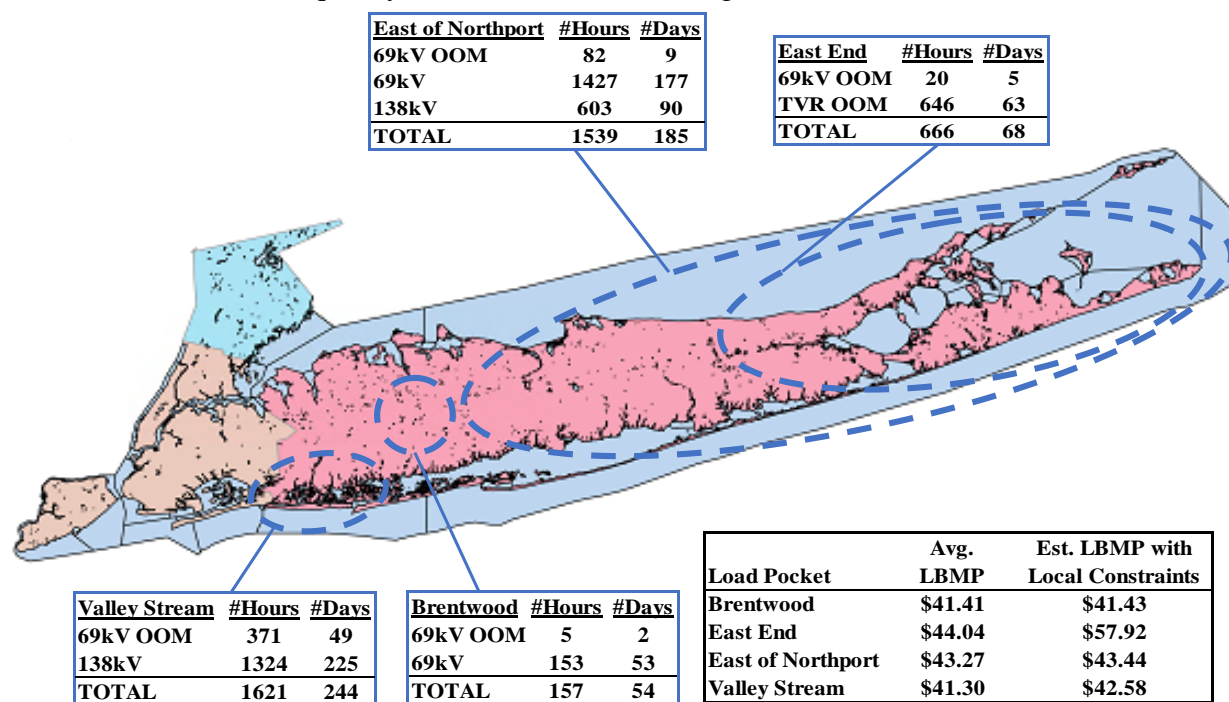 East of Northport #Hours #Days
69kV OOM 82 9
69kV 1427 177
138kV 603 90
TOTAL 1539 185
East End #Hours #Days
69kV OOM 20 5
TVR OOM 646 63
TOTAL 666 68
Valley Stream #Hours #Days
69kV OOM 371 49
138kV 1324 225
TOTAL 1621 244
Brentwood #Hours #Days
69kV OOM 5 2
69kV 153 53
TOTAL 157 54
Avg. Est. LBMP with
Load Pocket LBMP Local Constraints
Brentwood $41.41 $41.43
East End $44.04 $57.92
East of Northport $43.27 $43.44
Valley Stream $41.30 $42.58